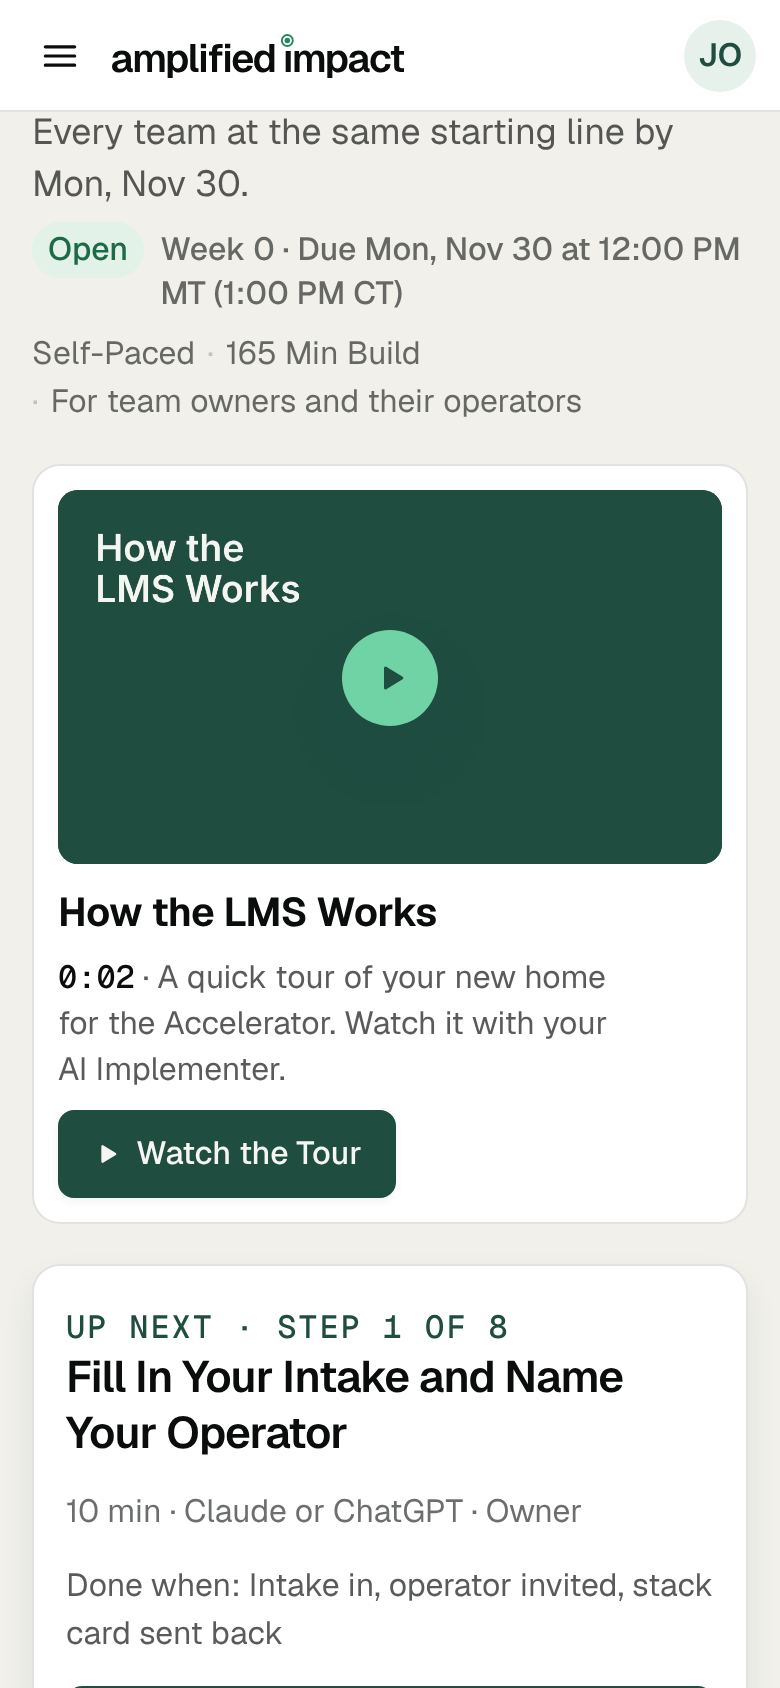 amplified impact
JO
Every team at the same starting line by
Mon, Nov 30.
Open
Week 0 · Due Mon, Nov 30 at 12:00 PM
MT (1:00 PM CT)
Self-Paced · 165 Min Build
· For team owners and their operators
How the
LMS Works
How the LMS Works
0:02 · A quick tour of your new home
for the Accelerator. Watch it with your
AI Implementer.
Watch the Tour
UP NEXT · STEP 1 OF 8
Fill In Your Intake and Name
Your Operator
10 min · Claude or ChatGPT · Owner
Done when: Intake in, operator invited, stack
card sent back